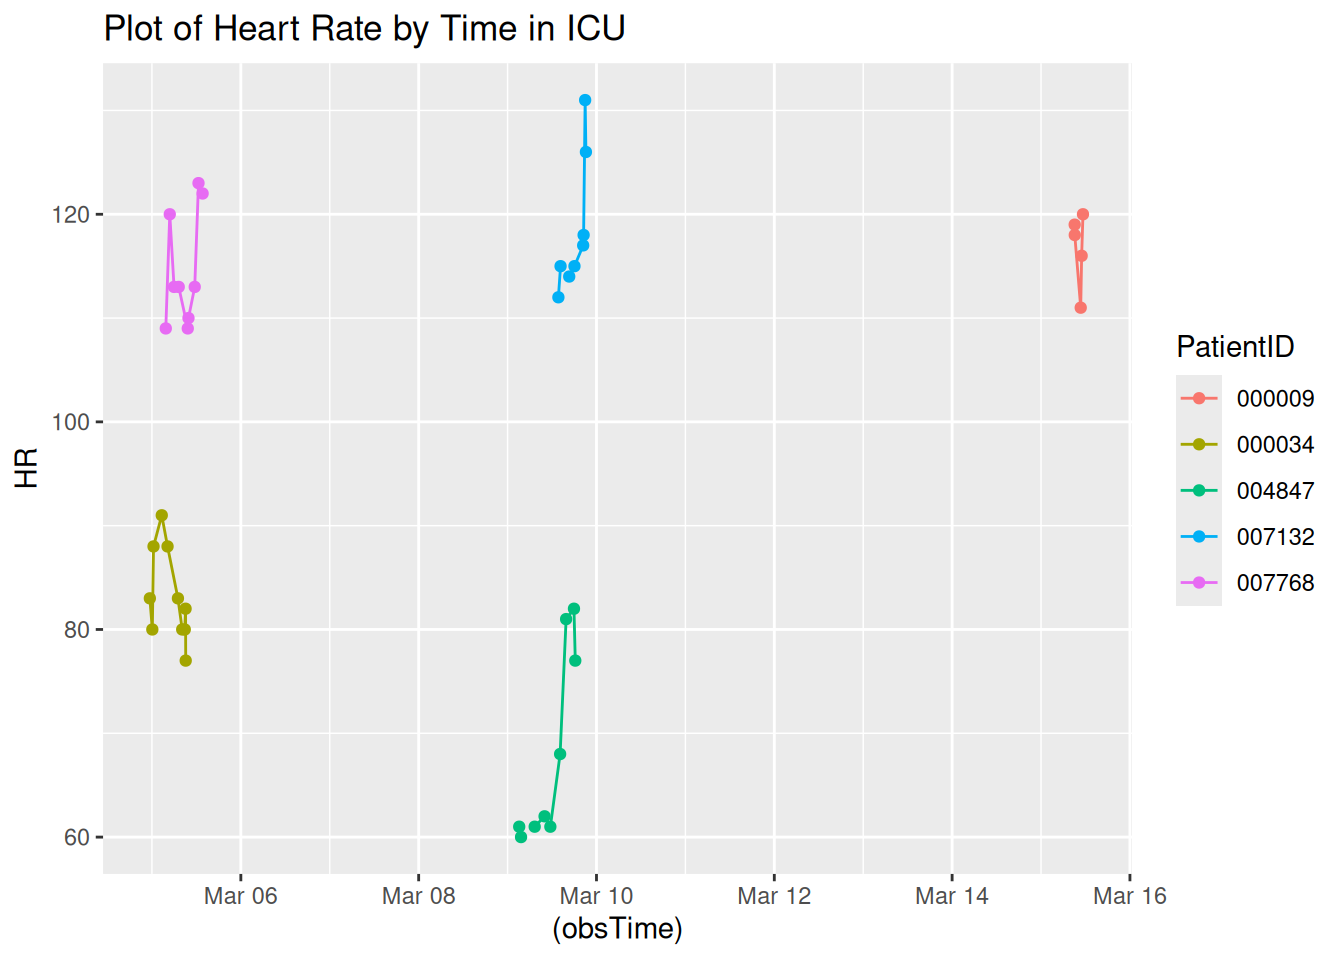 Plot of Heart Rate by Time in ICU
HR
120
100
80
60
Mar 06 Mar 08 Mar 10 Mar 12 Mar 14 Mar 16
(obsTime)
PatientID
000009
000034
004847
007132
007768